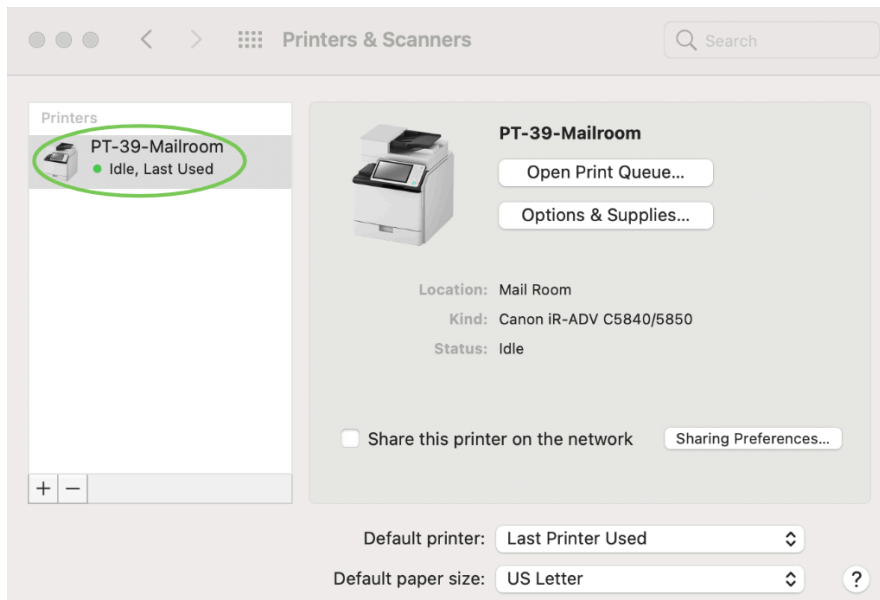 Printers & Scanners
Search
Printers
PT-39-Mailroom
Idle, Last Used
+ −
PT-39-Mailroom
Open Print Queue...
Options & Supplies...
Location: Mail Room
Kind: Canon iR-ADV C5840/5850
Status: Idle
Share this printer on the network
Sharing Preferences...
Default printer: Last Printer Used
Default paper size: US Letter
?